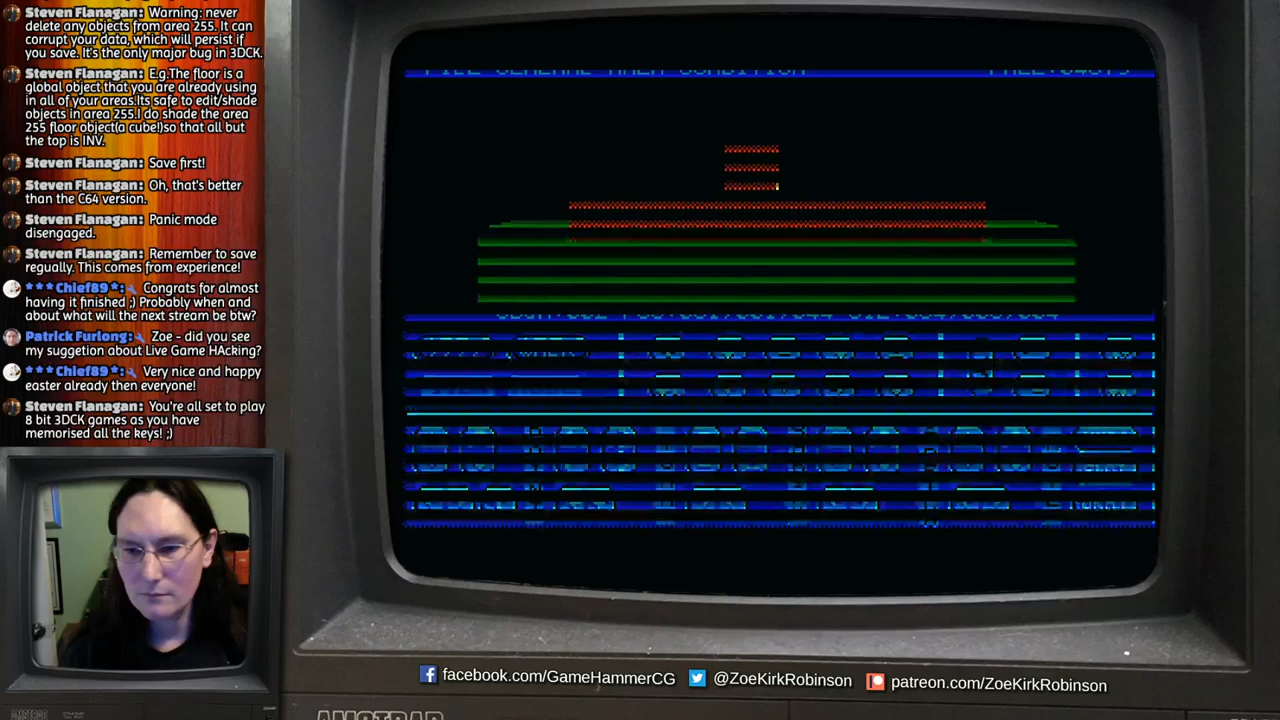 Steven Flanagan: Warning: never
delete any objects from area 255. It can
corrupt your data, which will persist if
you save. It's the only major bug in 3DCK.
Steven Flanagan: E.g.The floor is a
global object that you are already using
in all of your areas.Its safe to edit/shade
objects in area 255.I do shade the area
255 floor object(a cube!)so that all but
the top is INV.
Steven Flanagan: Save first!
Steven Flanagan: Oh, that's better
than the C64 version.
Steven Flanagan: Panic mode
disengaged.
Steven Flanagan: Remember to save
regually. This comes from experience!
***Chief89*: Congrats for almost
having it finished ;) Probably when and
about what will the next stream be btw?
Patrick Furlong: Zoe - did you see
my suggetion about Live Game HAcking?
***Chief89*: Very nice and happy
easter already then everyone!
Steven Flanagan: You're all set to play
8 bit 3DCK games as you have
memorised all the keys! ;)
FILE GENERAL AREA CONDITION
facebook.com/GameHammerCG @ZoeKirkRobinson patreon.com/ZoeKirkRobinson
AMSTRAD